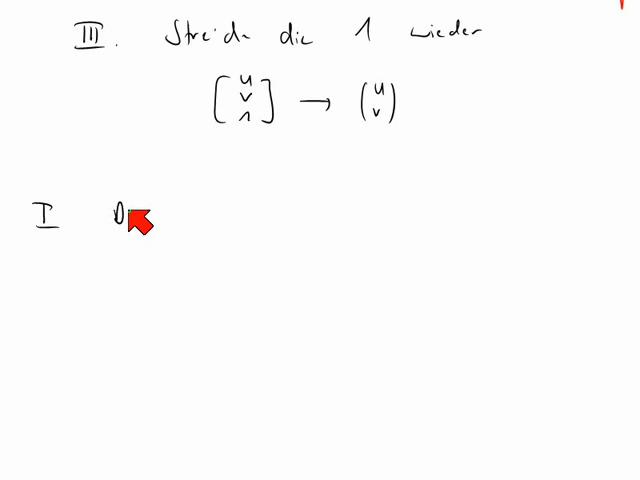 III. Streiche die 1 wieder
[u v 1] → (u v)
I D